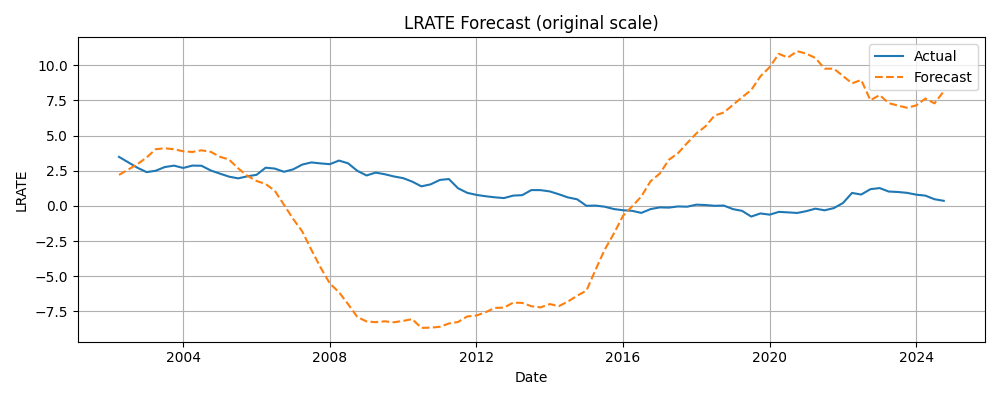 LRATE Forecast (original scale)
Actual
Forecast
10.0
7.5
5.0
2.5
0.0
−2.5
−5.0
−7.5
LRATE
2004 2008 2012 2016 2020 2024
Date